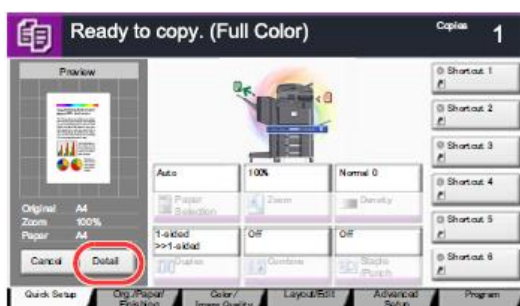 Ready to copy. (Full Color)
Copies
1
Preview
Original A4
Zoom 100%
Paper A4
Cancel
Detail
Auto
Paper
Selection
100%
Zoom
Normal 0
Density
1-sided
>>1-sided
Duplex
Off
Combine
Off
Staple
/Punch
Shortcut 1
Shortcut 2
Shortcut 3
Shortcut 4
Shortcut 5
Shortcut 6
Quick Setup
Org./Paper/
Finishing
Color/
Image Quality
Layout/Edit
Advanced
Setup
Program